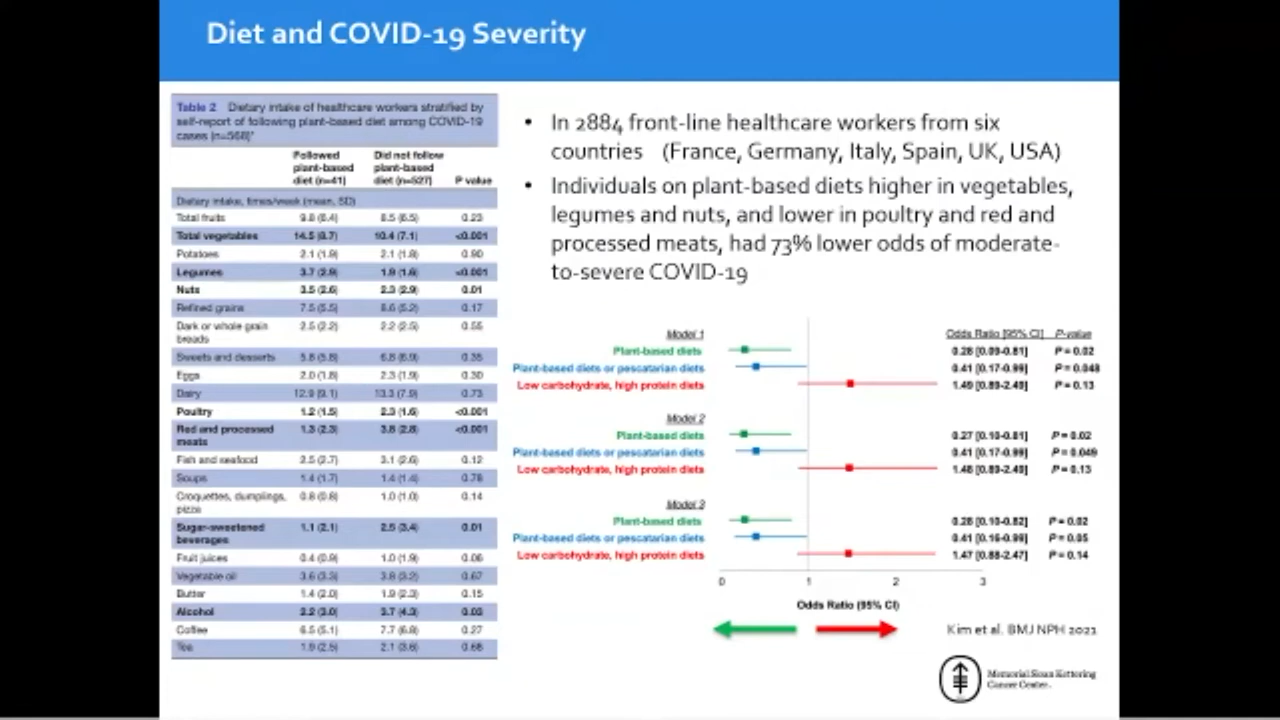 Diet and COVID-19 Severity
Table 2 Dietary intake of healthcare workers stratified by
self-report of following plant-based diet among COVID-19
cases (n=568)*
Followed
plant-based
diet (n=41)
Did not follow
plant-based
diet (n=527)
P value
Dietary intake, times/week (mean, SD)
Total fruits 9.8 (6.4) 8.5 (6.5) 0.23
Total vegetables 14.5 (8.7) 10.4 (7.1) <0.001
Potatoes 2.1 (1.9) 2.1 (1.8) 0.90
Legumes 3.7 (2.9) 1.9 (1.8) <0.001
Nuts 3.5 (2.6) 2.3 (2.9) 0.01
Refined grains 7.5 (5.5) 8.6 (5.2) 0.17
Dark or whole grain
breads 2.5 (2.2) 2.2 (2.5) 0.55
Sweets and desserts 5.8 (5.8) 6.8 (6.9) 0.35
Eggs 2.0 (1.8) 2.3 (1.9) 0.30
Dairy 12.9 (9.1) 13.3 (7.9) 0.73
Poultry 1.2 (1.5) 2.3 (1.6) <0.001
Red and processed
meats 1.3 (2.3) 3.8 (2.8) <0.001
Fish and seafood 2.5 (2.7) 3.1 (2.6) 0.12
Soups 1.4 (1.7) 1.4 (1.4) 0.78
Croquettes, dumplings,
pizza 0.8 (0.8) 1.0 (1.0) 0.14
Sugar-sweetened
beverages 1.1 (2.1) 2.5 (3.4) 0.01
Fruit juices 0.4 (0.9) 1.0 (1.9) 0.06
Vegetable oil 3.6 (3.3) 3.8 (3.2) 0.67
Butter 1.4 (2.0) 1.9 (2.3) 0.15
Alcohol 2.2 (3.0) 3.7 (4.3) 0.03
Coffee 6.5 (5.1) 7.7 (6.8) 0.27
Tea 1.9 (2.5) 2.1 (3.6) 0.68
• In 2884 front-line healthcare workers from six
countries (France, Germany, Italy, Spain, UK, USA)
• Individuals on plant-based diets higher in vegetables,
legumes and nuts, and lower in poultry and red and
processed meats, had 73% lower odds of moderate-
to-severe COVID-19
Model 1 Odds Ratio [95% CI] P-value
Plant-based diets 0.28 [0.09-0.81] P = 0.02
Plant-based diets or pescatarian diets 0.41 [0.17-0.99] P = 0.048
Low carbohydrate, high protein diets 1.49 [0.89-2.49] P = 0.13
Model 2
Plant-based diets 0.27 [0.10-0.81] P = 0.02
Plant-based diets or pescatarian diets 0.41 [0.17-0.99] P = 0.049
Low carbohydrate, high protein diets 1.48 [0.89-2.49] P = 0.13
Model 3
Plant-based diets 0.28 [0.10-0.82] P = 0.02
Plant-based diets or pescatarian diets 0.41 [0.16-0.99] P = 0.05
Low carbohydrate, high protein diets 1.47 [0.88-2.47] P = 0.14
0 1 2 3
Odds Ratio (95% CI)
Kim et al. BMJ NPH 2021
Memorial Sloan Kettering
Cancer Center